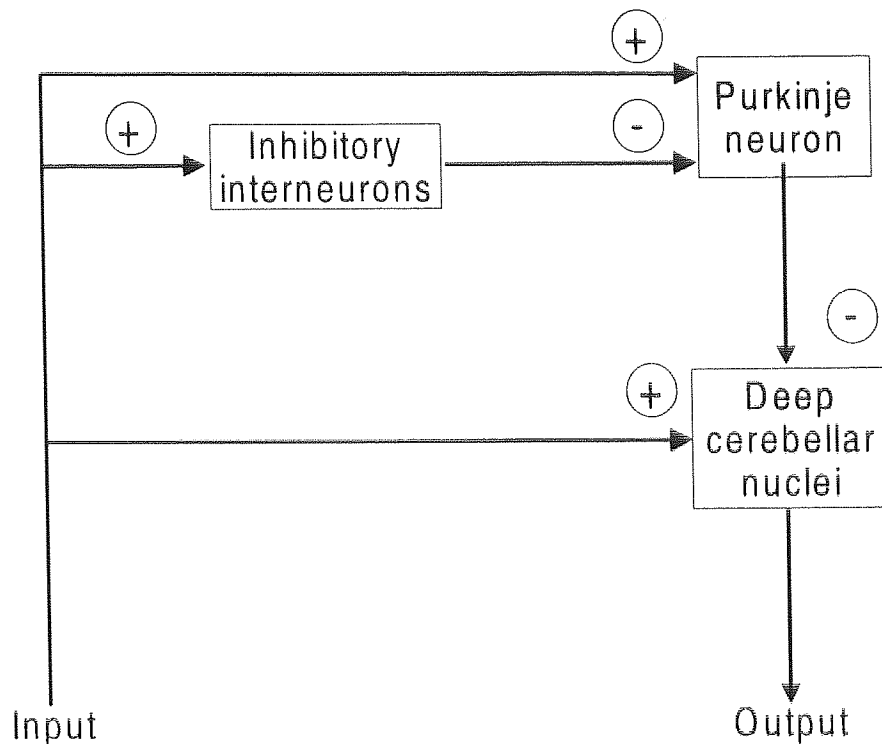 +
Purkinje
neuron
+
Inhibitory
interneurons
-
-
+
Deep
cerebellar
nuclei
Input
Output